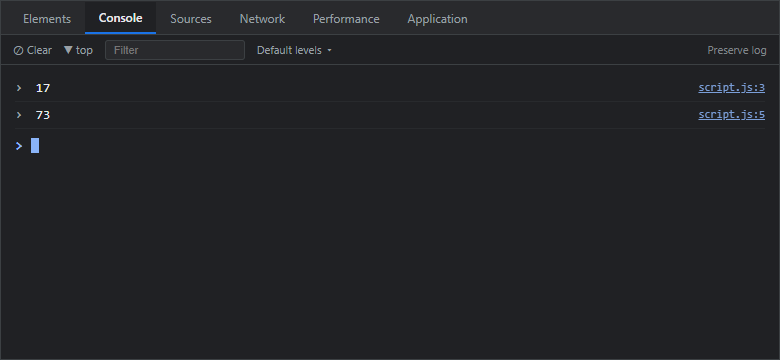 Elements Console Sources Network Performance Application
Clear ▼ top Filter Default levels Preserve log
› 17 script.js:3
› 73 script.js:5
>